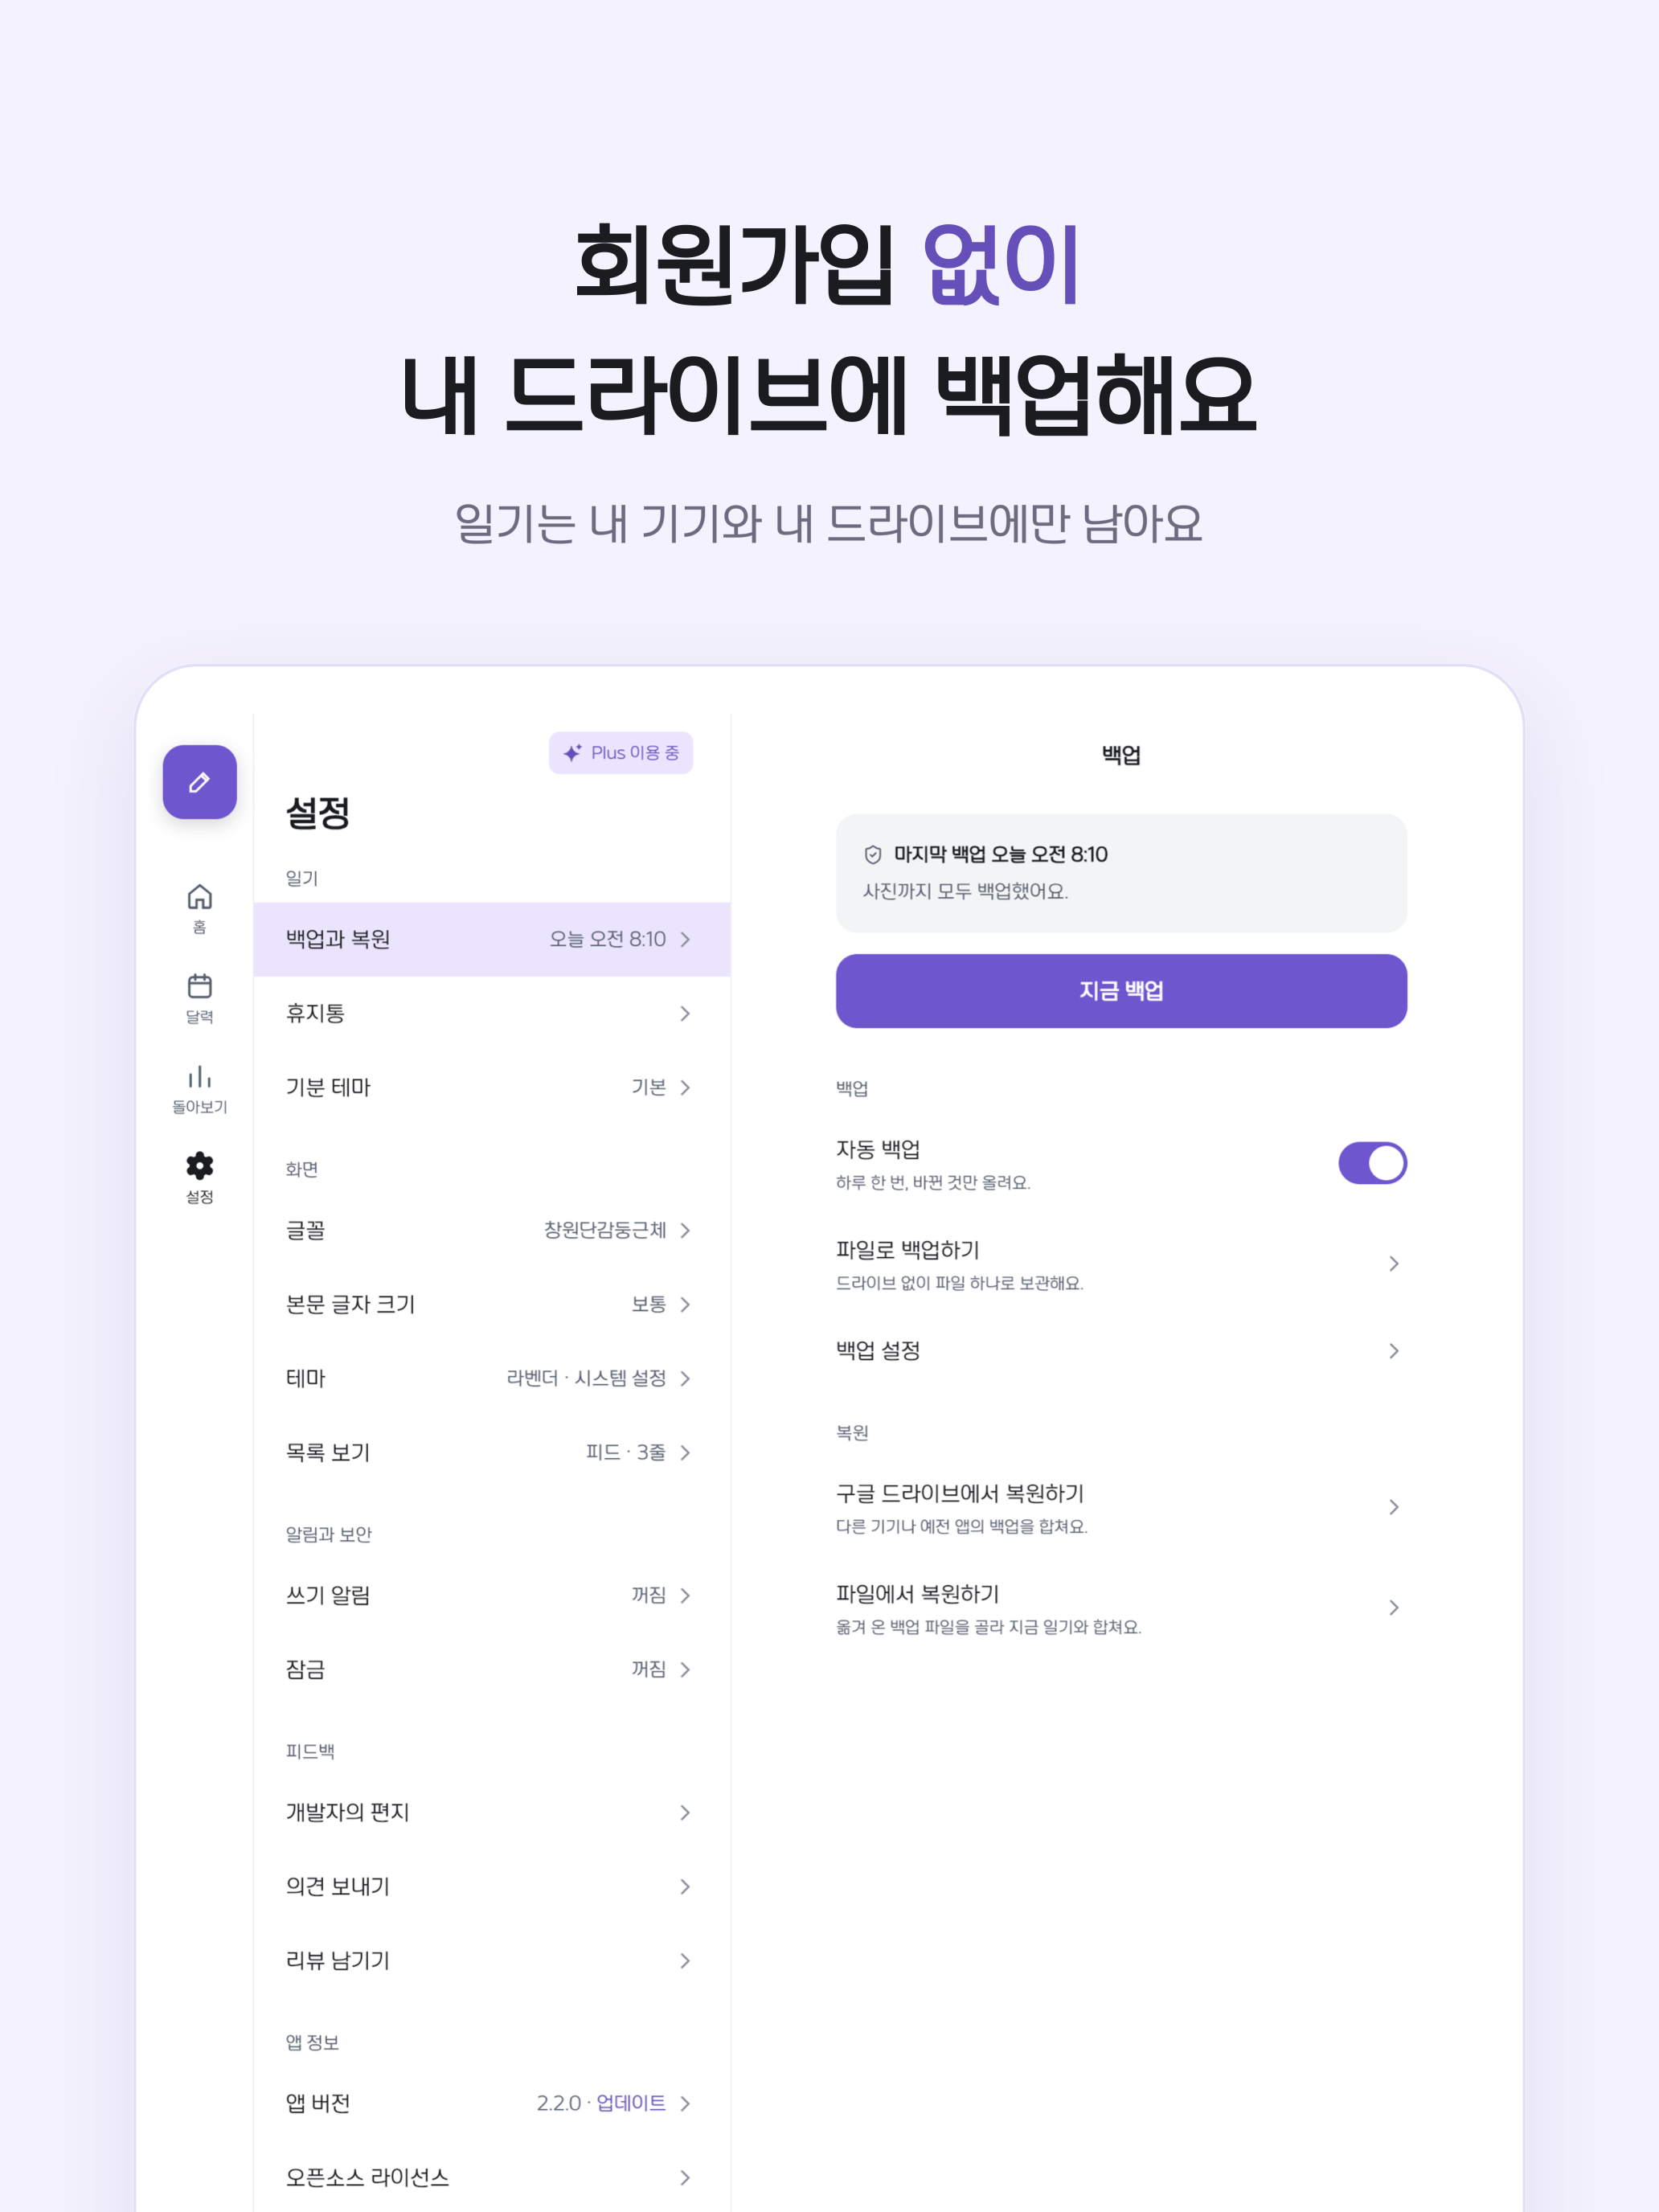 회원가입 없이
내 드라이브에 백업해요
일기는 내 기기와 내 드라이브에만 남아요
홈
달력
돌아보기
설정
Plus 이용 중
설정
일기
백업과 복원 오늘 오전 8:10
휴지통
기분 테마 기본
화면
글꼴 창원단감둥근체
본문 글자 크기 보통
테마 라벤더 · 시스템 설정
목록 보기 피드 · 3줄
알림과 보안
쓰기 알림 꺼짐
잠금 꺼짐
피드백
개발자의 편지
의견 보내기
리뷰 남기기
앱 정보
앱 버전 2.2.0 · 업데이트
오픈소스 라이선스
백업
마지막 백업 오늘 오전 8:10
사진까지 모두 백업했어요.
지금 백업
백업
자동 백업
하루 한 번, 바뀐 것만 올려요.
파일로 백업하기
드라이브 없이 파일 하나로 보관해요.
백업 설정
복원
구글 드라이브에서 복원하기
다른 기기나 예전 앱의 백업을 합쳐요.
파일에서 복원하기
옮겨 온 백업 파일을 골라 지금 일기와 합쳐요.